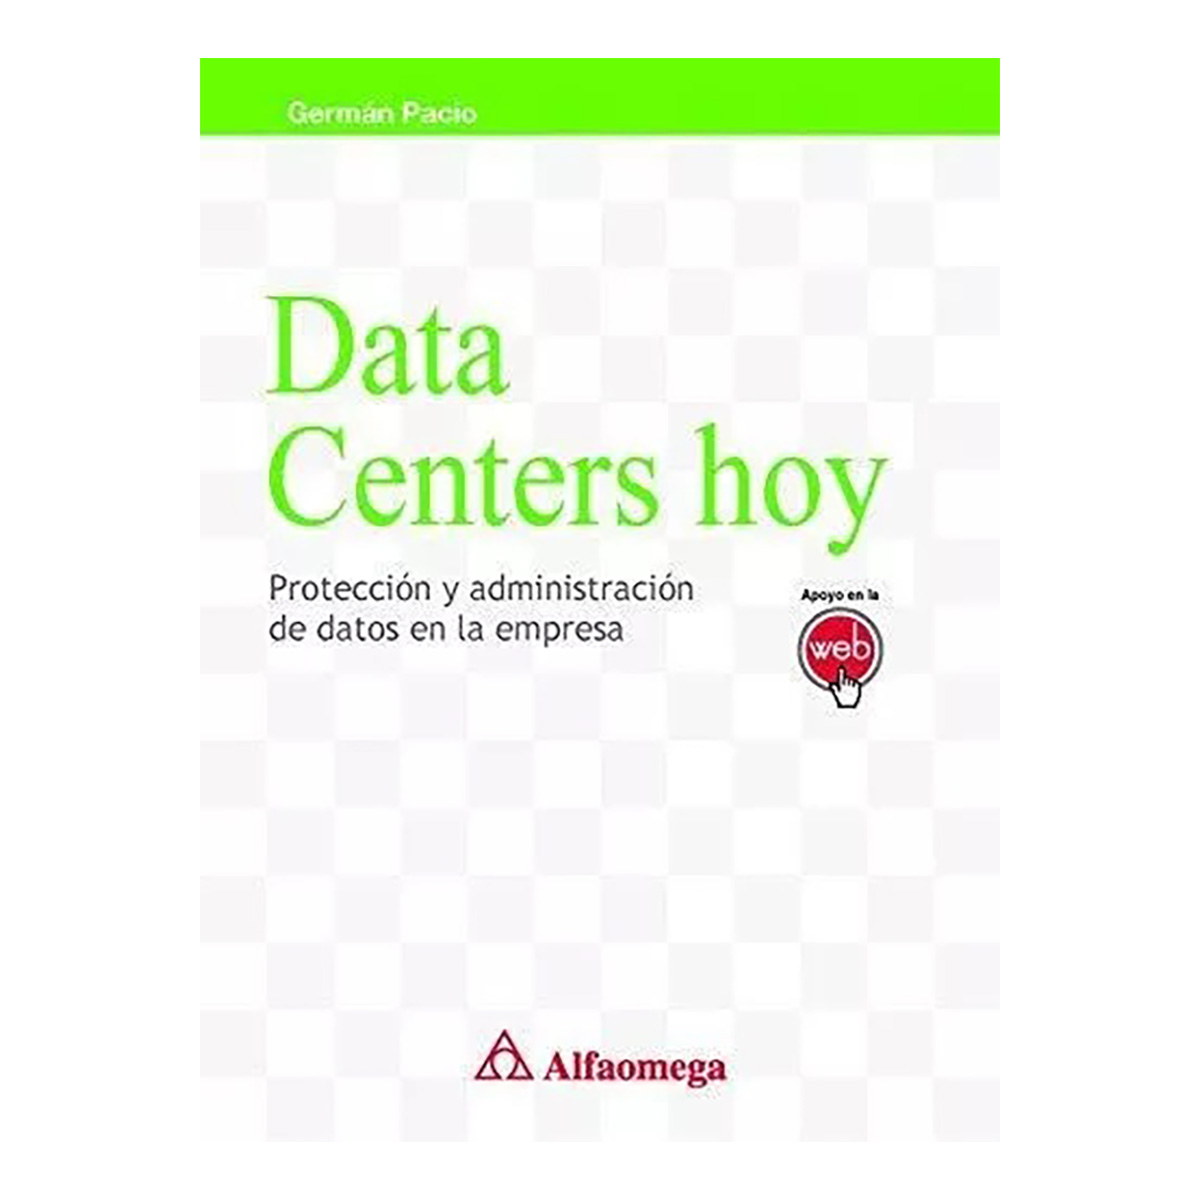 Germán Pacio
Data
Centers hoy
Protección y administración
de datos en la empresa
Apoyo en la
web
Alfaomega